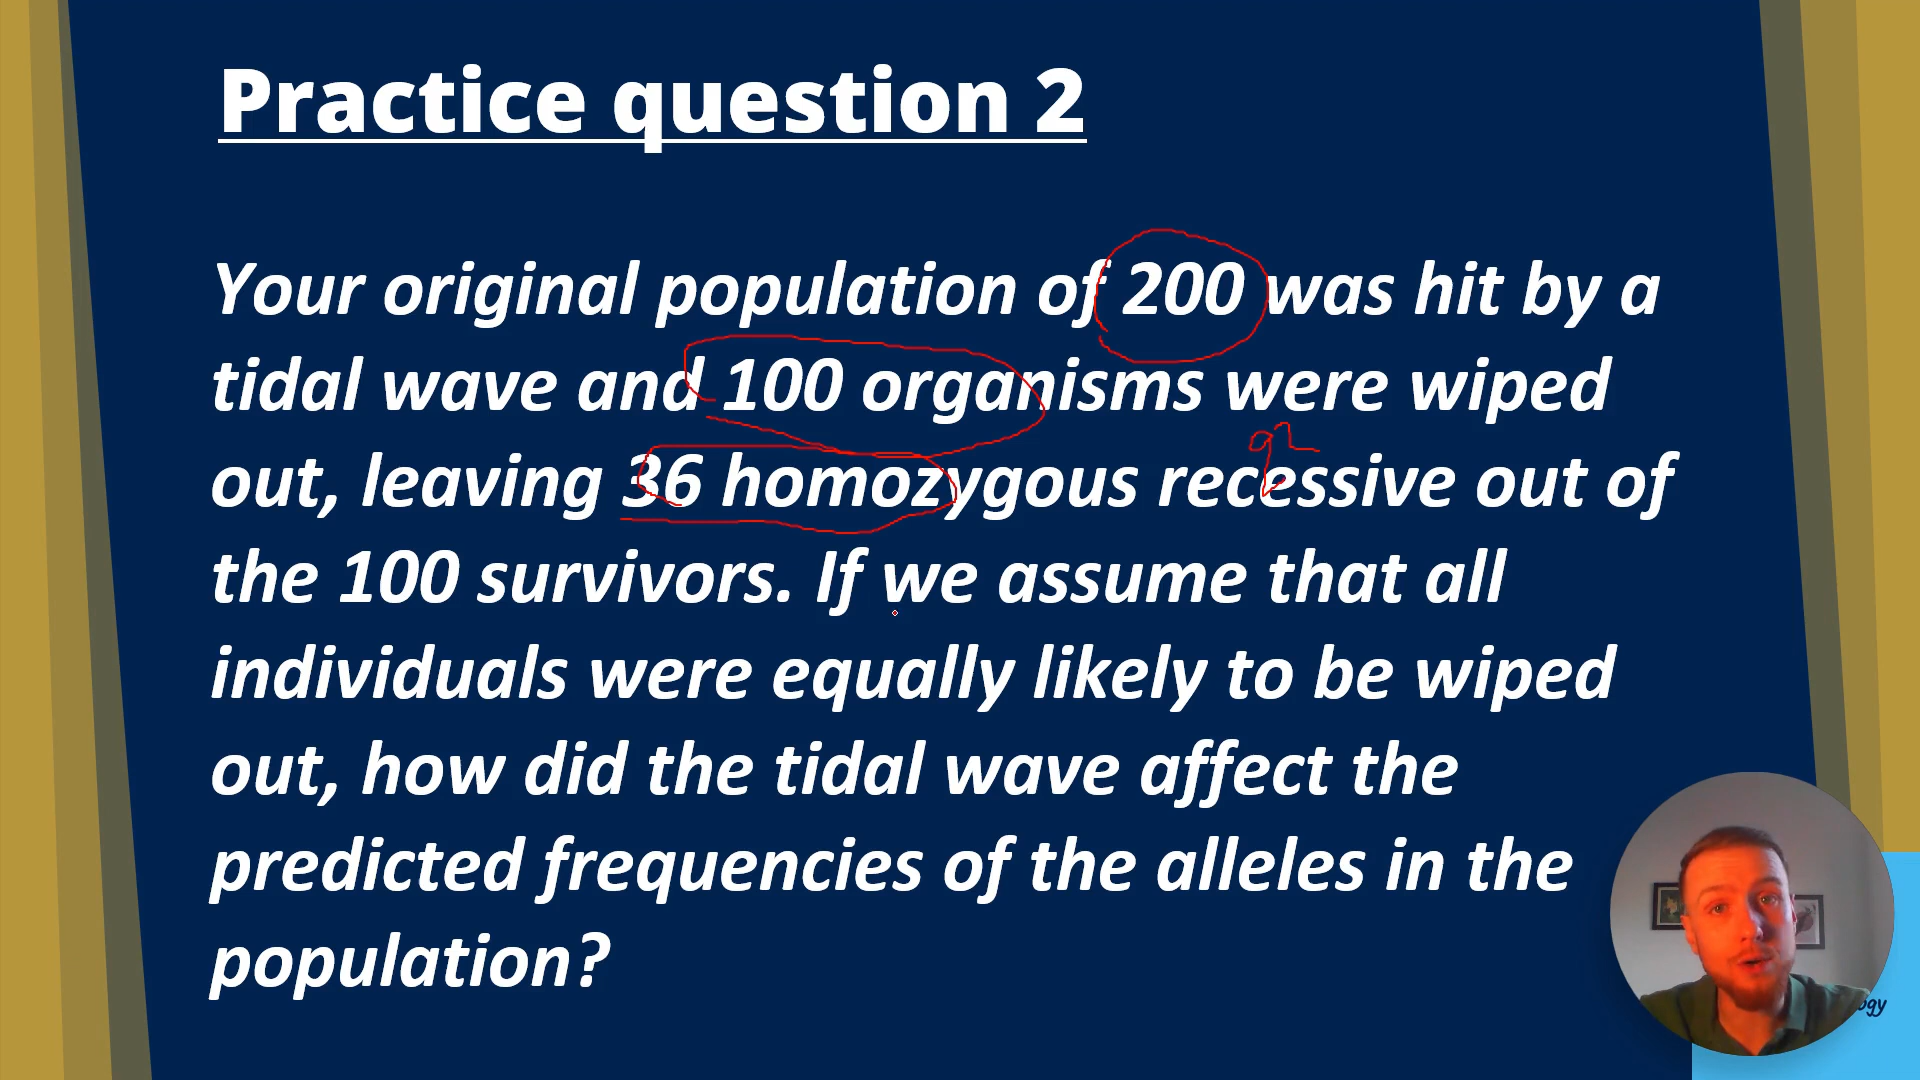 Practice question 2
Your original population of 200 was hit by a
tidal wave and 100 organisms were wiped
q²
out, leaving 36 homozygous recessive out of
the 100 survivors. If we assume that all
individuals were equally likely to be wiped
out, how did the tidal wave affect the
predicted frequencies of the alleles in the
population?